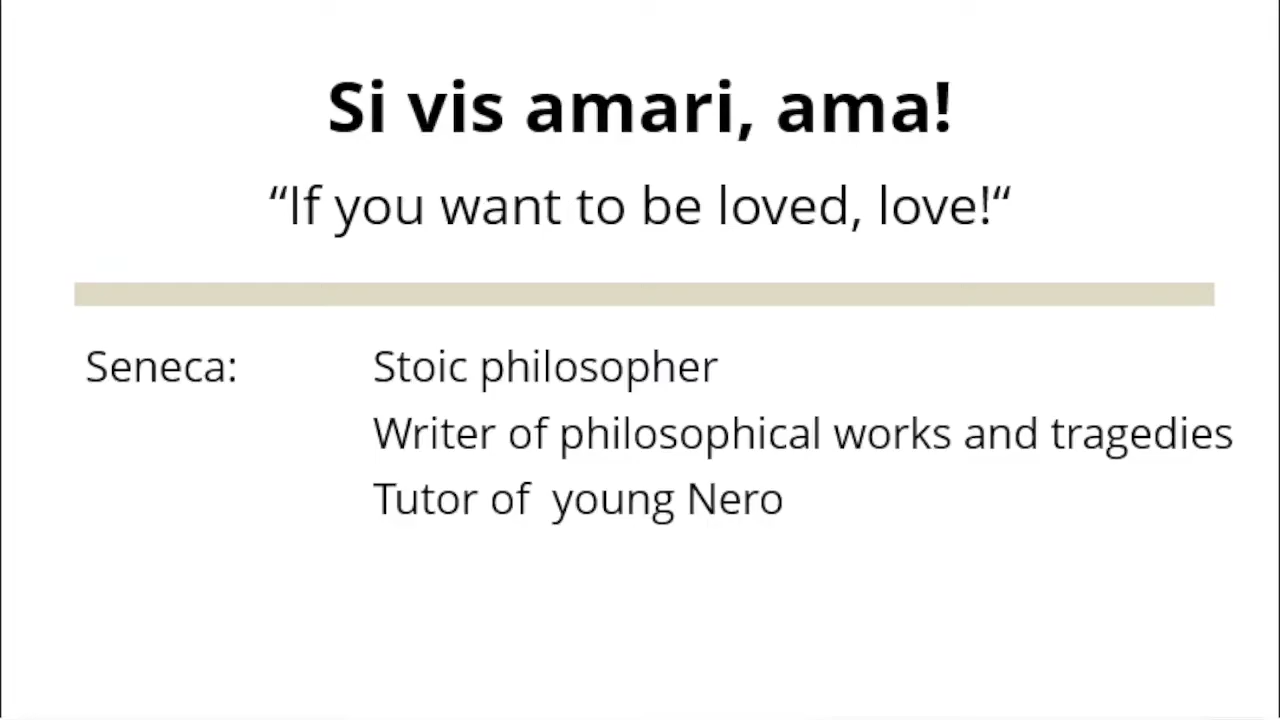 Si vis amari, ama!
“If you want to be loved, love!“
Seneca: Stoic philosopher
Writer of philosophical works and tragedies
Tutor of  young Nero